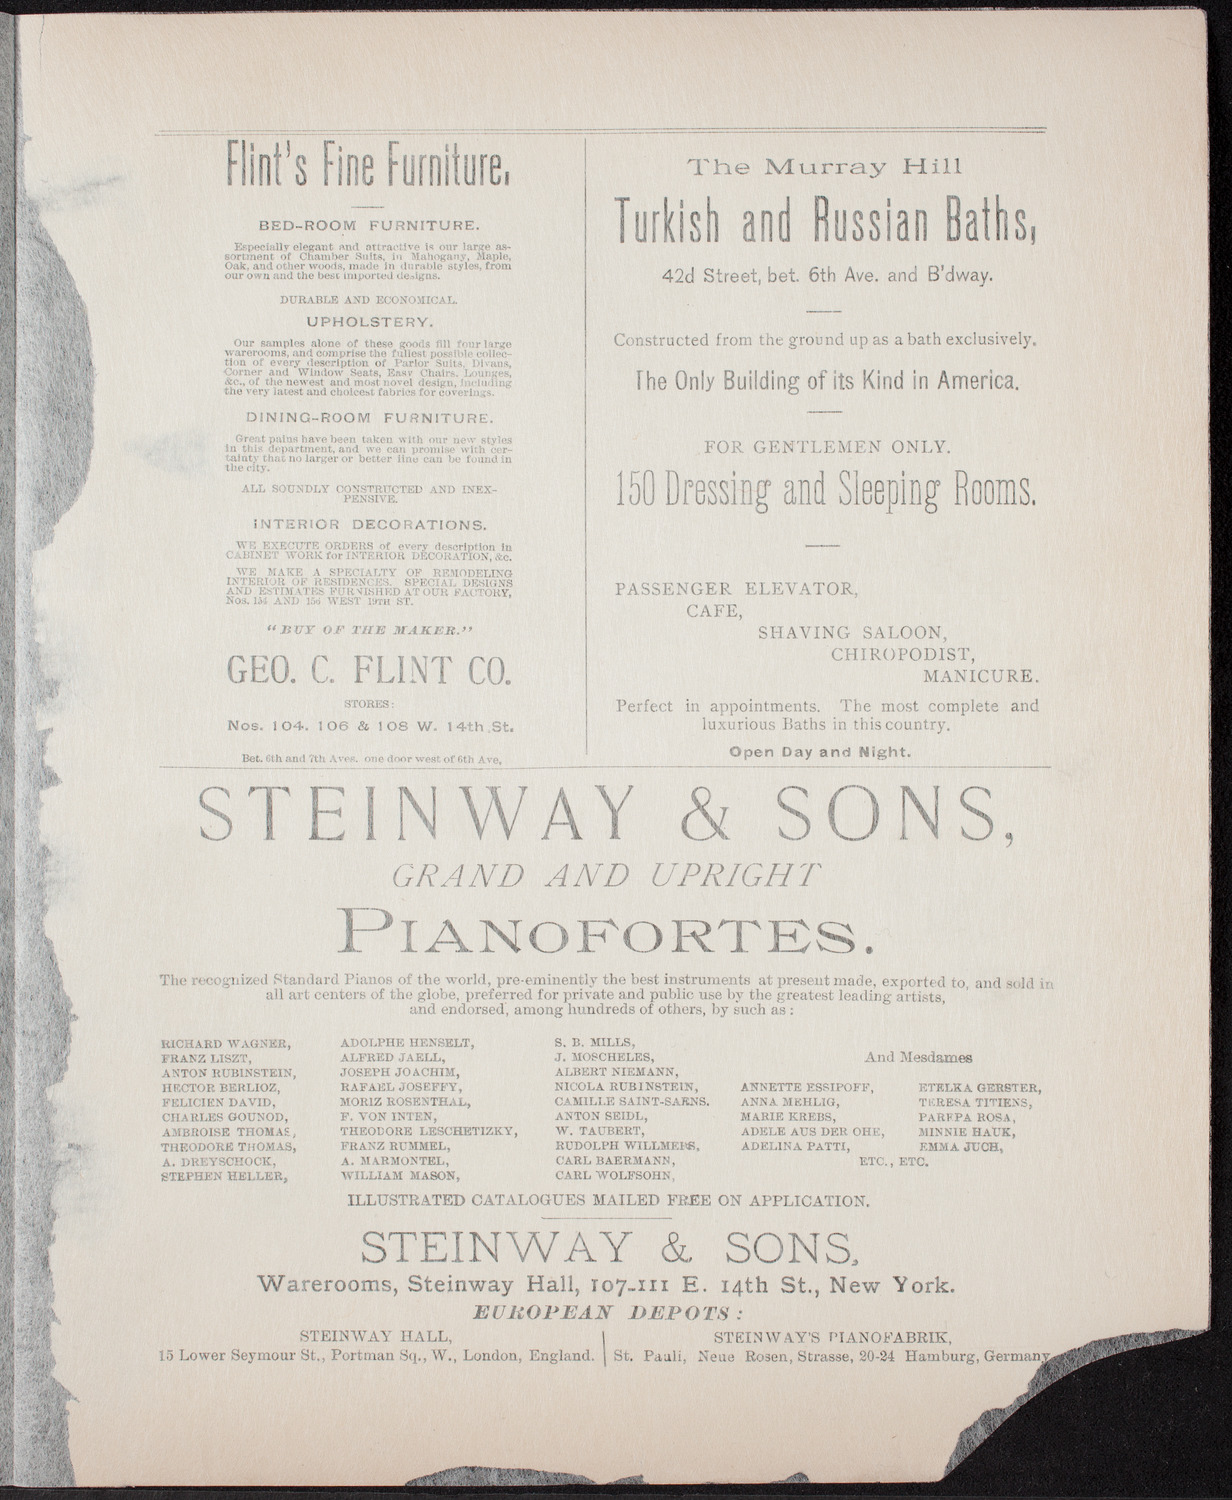 Flint's Fine Furniture.
BED-ROOM FURNITURE.
Especially elegant and attractive is our large as-
sortment of Chamber Suits, in Mahogany, Maple,
Oak, and other woods, made in durable styles, from
our own and the best imported designs.
DURABLE AND ECONOMICAL.
UPHOLSTERY.
Our samples alone of these goods fill four large
warerooms, and comprise the fullest possible collec-
tion of every description of Parlor Suits, Divans,
Corner and Window Seats, Easy Chairs, Lounges,
&c., of the newest and most novel design, including
the very latest and choicest fabrics for coverings.
DINING-ROOM FURNITURE.
Great pains have been taken with our new styles
in this department, and we can promise with cer-
tainty that no larger or better line can be found in
the city.
ALL SOUNDLY CONSTRUCTED AND INEX-
PENSIVE.
INTERIOR DECORATIONS.
WE EXECUTE ORDERS of every description in
CABINET WORK for INTERIOR DECORATION, &c.
WE MAKE A SPECIALTY OF REMODELING
INTERIOR OF RESIDENCES. SPECIAL DESIGNS
AND ESTIMATES FURNISHED AT OUR FACTORY,
Nos. 154 AND 156 WEST 19TH ST.
"BUY OF THE MAKER."
GEO. C. FLINT CO.
STORES:
Nos. 104, 106 & 108 W. 14th St.
Bet. 6th and 7th Aves. one door west of 6th Ave,
The Murray Hill
Turkish and Russian Baths,
42d Street, bet. 6th Ave. and B'dway.
Constructed from the ground up as a bath exclusively.
The Only Building of its Kind in America.
FOR GENTLEMEN ONLY.
150 Dressing and Sleeping Rooms.
PASSENGER ELEVATOR,
CAFE,
SHAVING SALOON,
CHIROPODIST,
MANICURE.
Perfect in appointments. The most complete and
luxurious Baths in this country.
Open Day and Night.
STEINWAY & SONS,
GRAND AND UPRIGHT
PIANOFORTES.
The recognized Standard Pianos of the world, pre-eminently the best instruments at present made, exported to, and sold in
all art centers of the globe, preferred for private and public use by the greatest leading artists,
and endorsed, among hundreds of others, by such as:
RICHARD WAGNER,
FRANZ LISZT,
ANTON RUBINSTEIN,
HECTOR BERLIOZ,
FELICIEN DAVID,
CHARLES GOUNOD,
AMBROISE THOMAS,
THEODORE THOMAS,
A. DREYSCHOCK,
STEPHEN HELLER,
ADOLPHE HENSELT,
ALFRED JAELL,
JOSEPH JOACHIM,
RAFAEL JOSEFFY,
MORIZ ROSENTHAL,
F. VON INTEN,
THEODORE LESCHETIZKY,
FRANZ RUMMEL,
A. MARMONTEL,
WILLIAM MASON,
S. B. MILLS,
J. MOSCHELES,
ALBERT NIEMANN,
NICOLA RUBINSTEIN,
CAMILLE SAINT-SAENS.
ANTON SEIDL,
W. TAUBERT,
RUDOLPH WILLMERS,
CARL BAERMANN,
CARL WOLFSOHN,
And Mesdames
ANNETTE ESSIPOFF,
ANNA MEHLIG,
MARIE KREBS,
ADELE AUS DER OHE,
ADELINA PATTI,
ETELKA GERSTER,
TERESA TITIENS,
PAREPA ROSA,
MINNIE HAUK,
EMMA JUCH,
ETC., ETC.
ILLUSTRATED CATALOGUES MAILED FREE ON APPLICATION.
STEINWAY & SONS,
Warerooms, Steinway Hall, 107-111 E. 14th St., New York.
EUROPEAN DEPOTS:
STEINWAY HALL,
15 Lower Seymour St., Portman Sq., W., London, England.
STEINWAY'S PIANOFABRIK,
St. Pauli, Neue Rosen, Strasse, 20-24 Hamburg, Germany